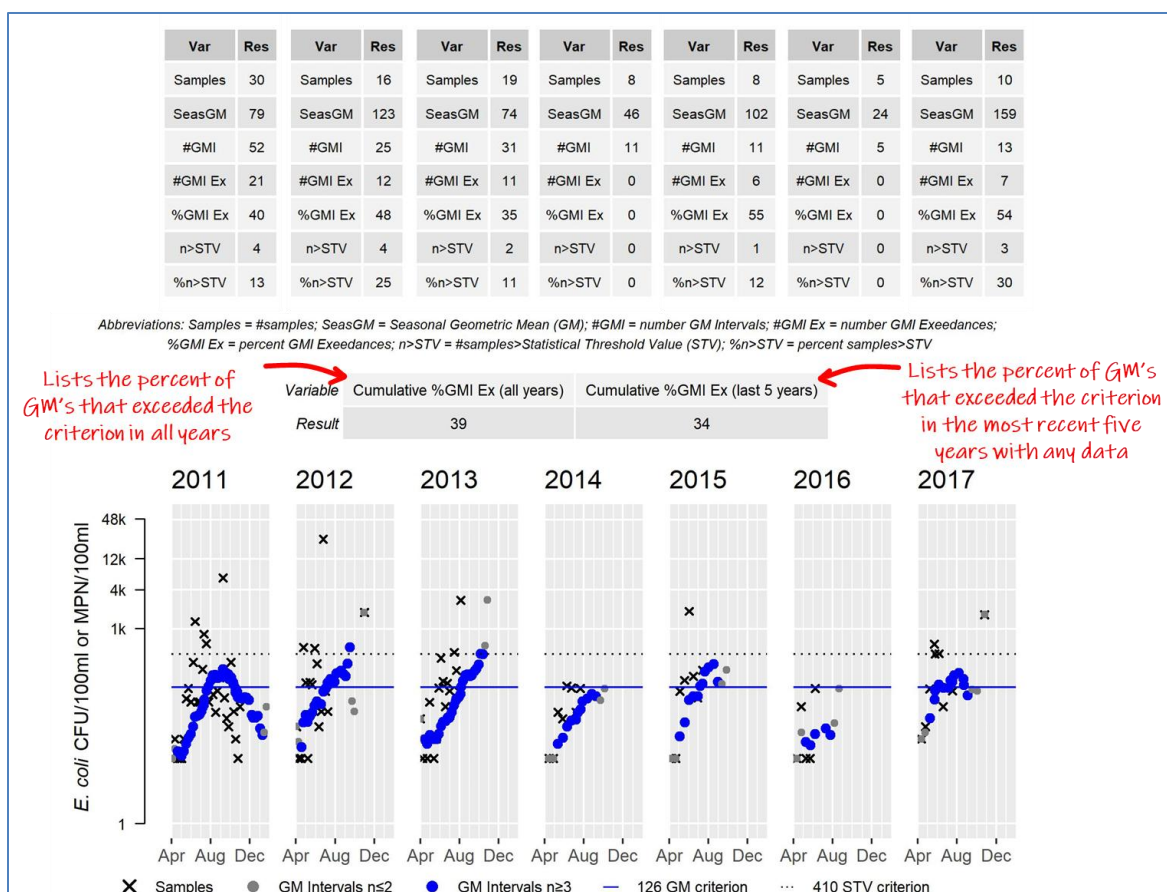 Var Res Var Res Var Res Var Res Var Res Var Res Var Res
Samples 30 Samples 16 Samples 19 Samples 8 Samples 8 Samples 5 Samples 10
SeasGM 79 SeasGM 123 SeasGM 74 SeasGM 46 SeasGM 102 SeasGM 24 SeasGM 159
#GMI 52 #GMI 25 #GMI 31 #GMI 11 #GMI 11 #GMI 5 #GMI 13
#GMI Ex 21 #GMI Ex 12 #GMI Ex 11 #GMI Ex 0 #GMI Ex 6 #GMI Ex 0 #GMI Ex 7
%GMI Ex 40 %GMI Ex 48 %GMI Ex 35 %GMI Ex 0 %GMI Ex 55 %GMI Ex 0 %GMI Ex 54
n>STV 4 n>STV 4 n>STV 2 n>STV 0 n>STV 1 n>STV 0 n>STV 3
%n>STV 13 %n>STV 25 %n>STV 11 %n>STV 0 %n>STV 12 %n>STV 0 %n>STV 30
Abbreviations: Samples = #samples; SeasGM = Seasonal Geometric Mean (GM); #GMI = number GM Intervals; #GMI Ex = number GMI Exeedances;
%GMI Ex = percent GMI Exeedances; n>STV = #samples>Statistical Threshold Value (STV); %n>STV = percent samples>STV
Lists the percent of
GM's that exceeded the
criterion in all years
Variable Cumulative %GMI Ex (all years) Cumulative %GMI Ex (last 5 years)
Result 39 34
Lists the percent of GM's
that exceeded the criterion
in the most recent five
years with any data
2011 2012 2013 2014 2015 2016 2017
E. coli CFU/100ml or MPN/100ml
48k
12k
4k
1k
1
Apr Aug Dec Apr Aug Dec Apr Aug Dec Apr Aug Dec Apr Aug Dec Apr Aug Dec Apr Aug Dec
Samples GM Intervals n≤2 GM Intervals n≥3 126 GM criterion 410 STV criterion